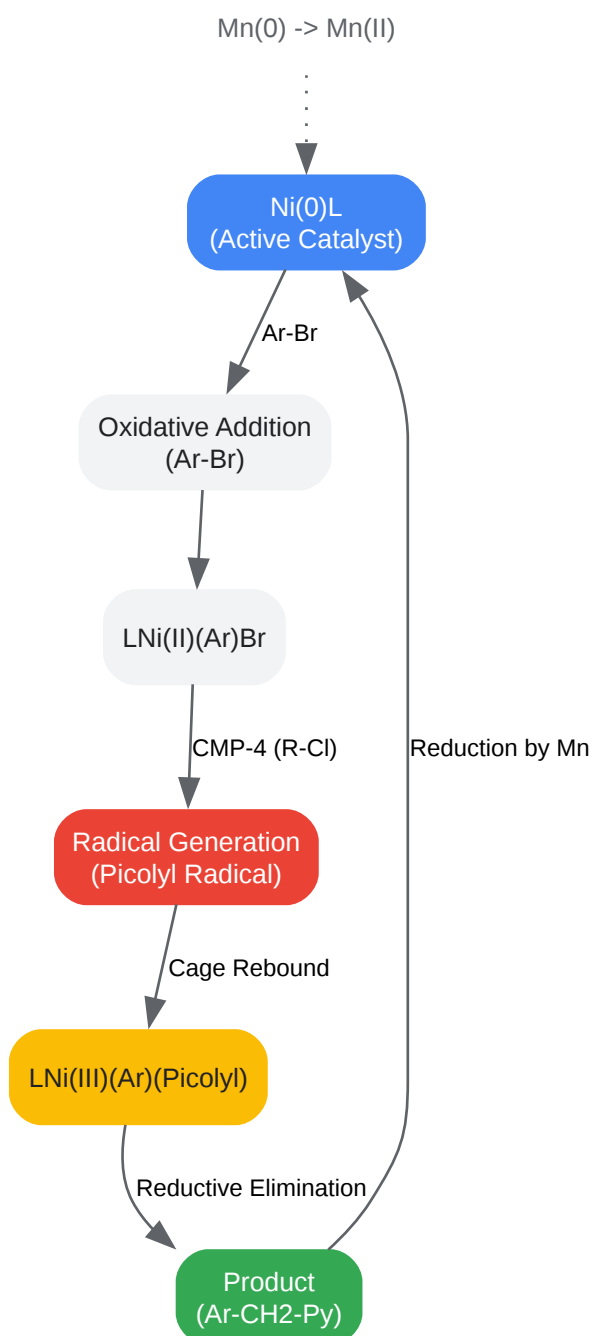 Mn(0) -> Mn(II)
Ni(0)L
(Active Catalyst)
Ar-Br
Oxidative Addition
(Ar-Br)
LNi(II)(Ar)Br
CMP-4 (R-Cl)
Reduction by Mn
Radical Generation
(Picolyl Radical)
Cage Rebound
LNi(III)(Ar)(Picolyl)
Reductive Elimination
Product
(Ar-CH2-Py)